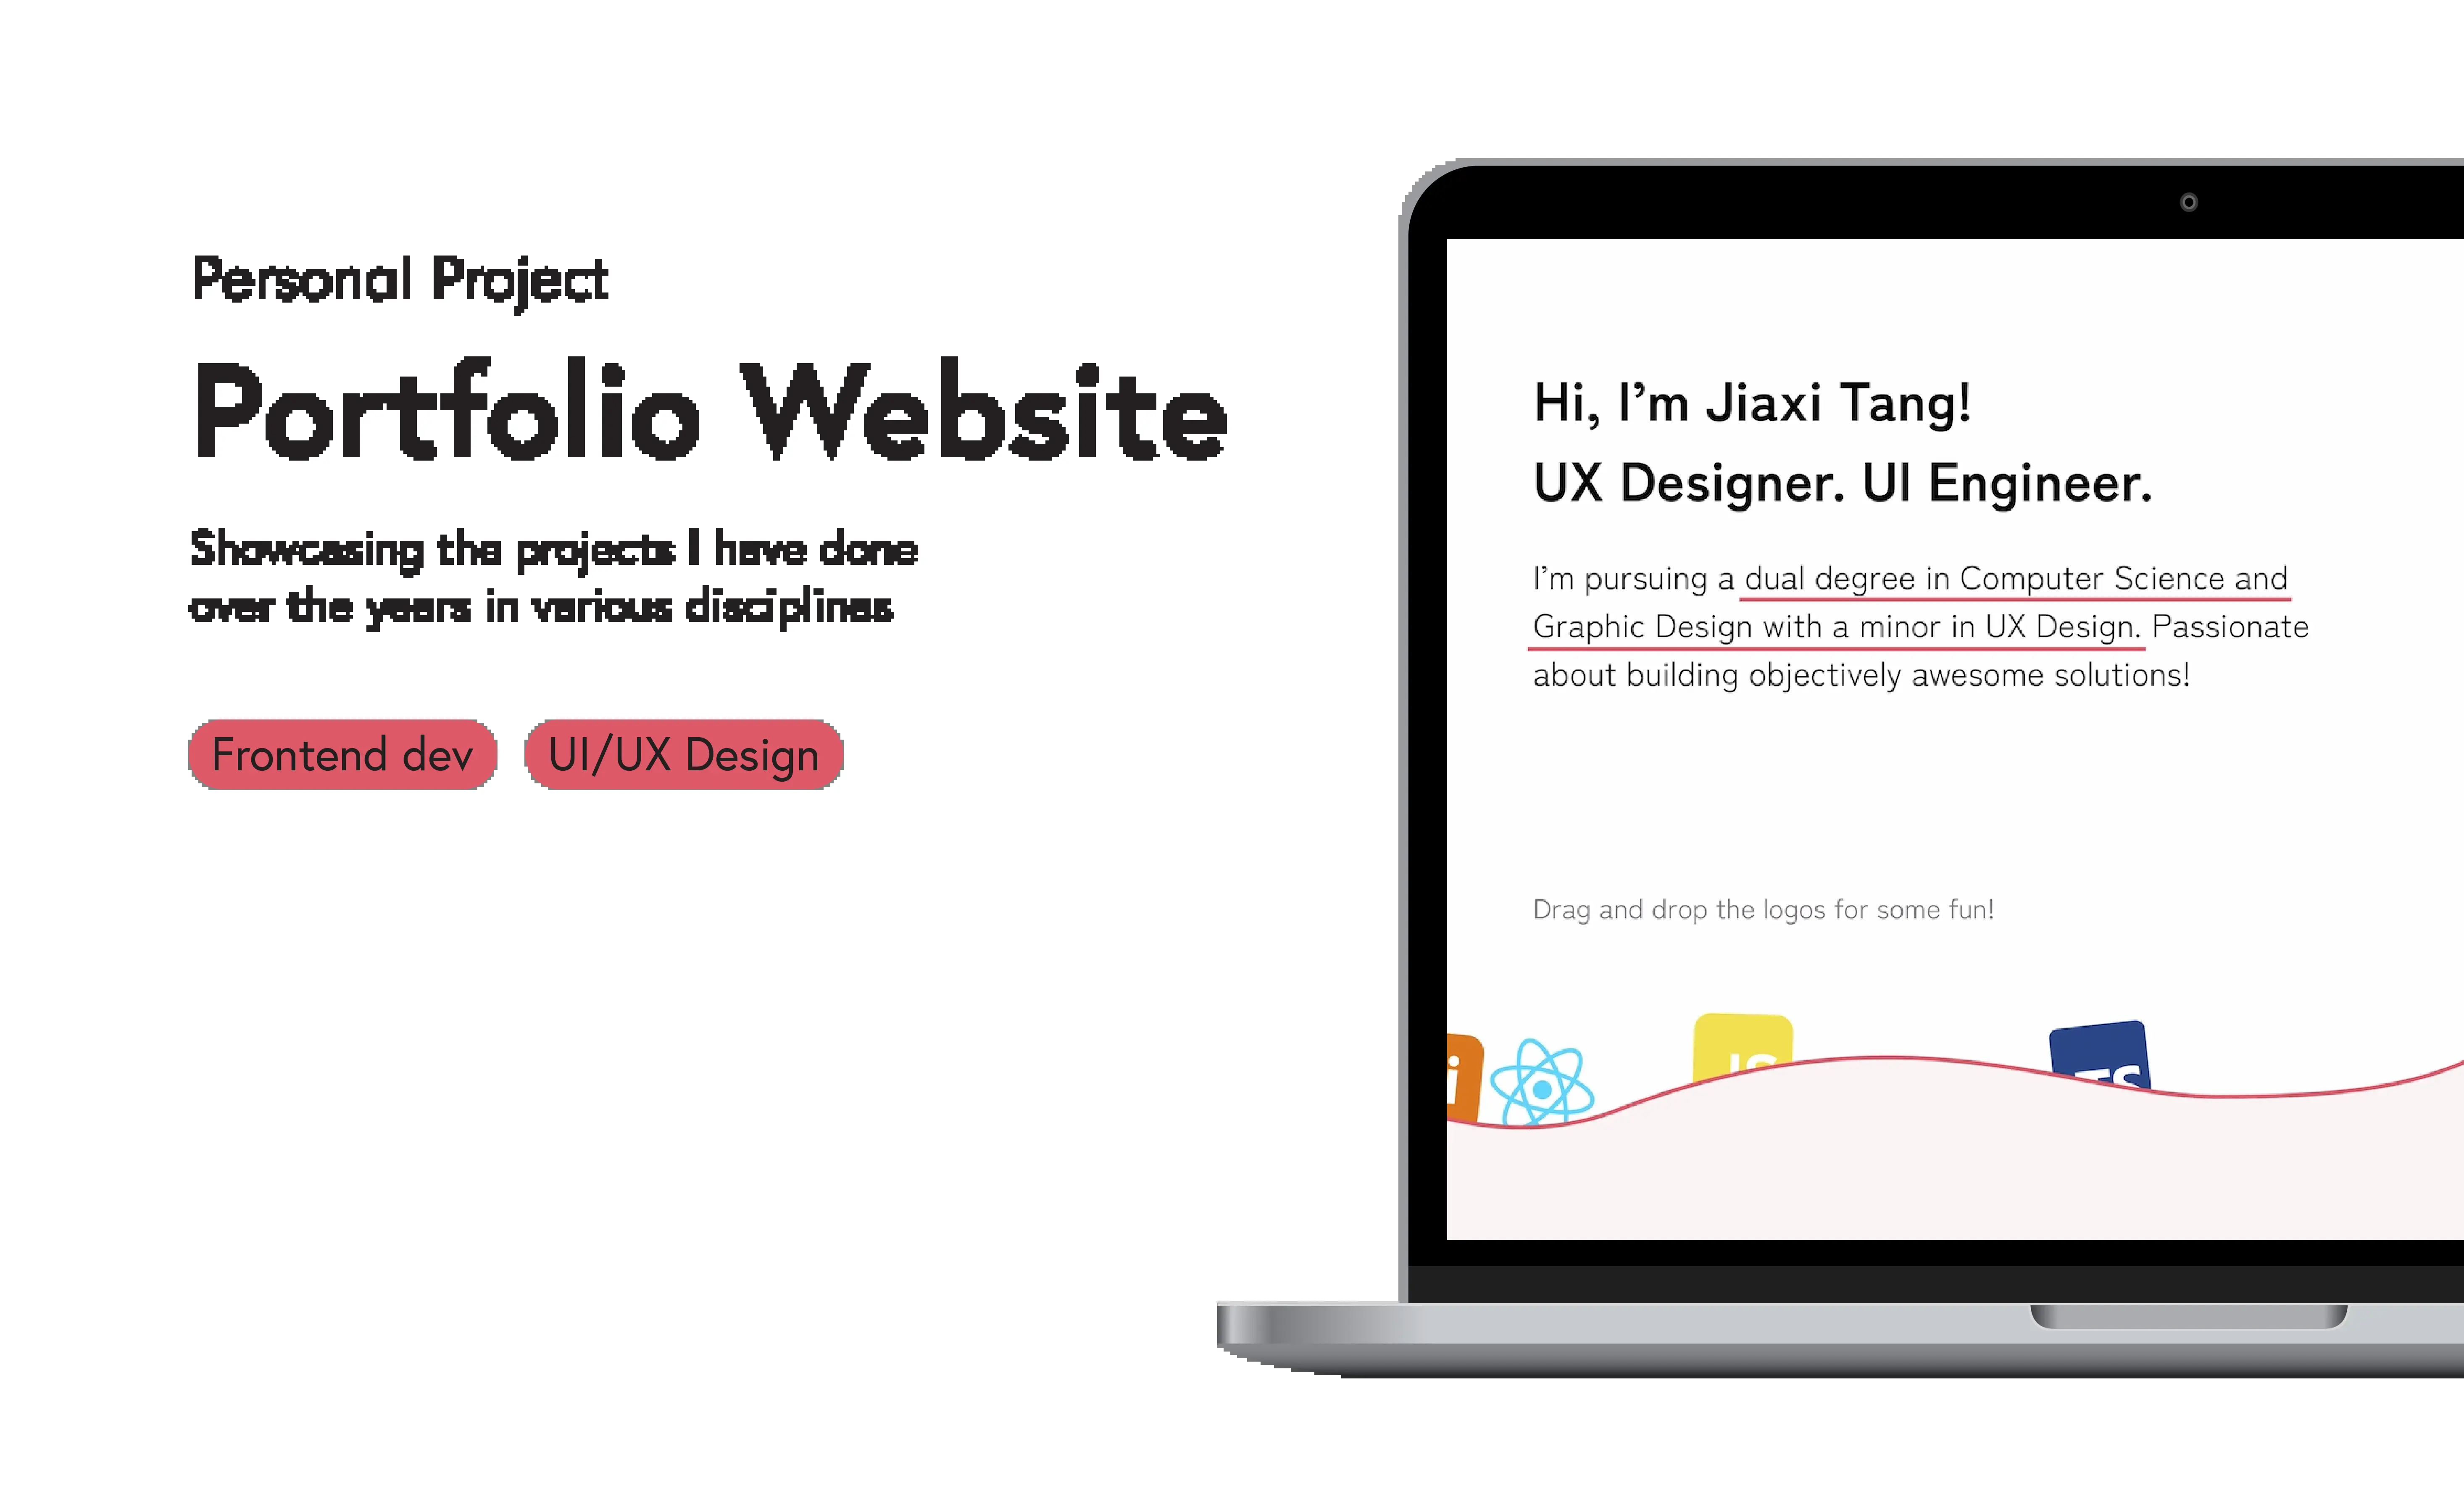 Personal Project
Portfolio Website
Showcasing the projects I have done
over the years in various disciplines
Frontend dev
UI/UX Design
Hi, I’m Jiaxi Tang!
UX Designer. UI Engineer.
I’m pursuing a dual degree in Computer Science and
Graphic Design with a minor in UX Design. Passionate
about building objectively awesome solutions!
Drag and drop the logos for some fun!
i
JS
TS